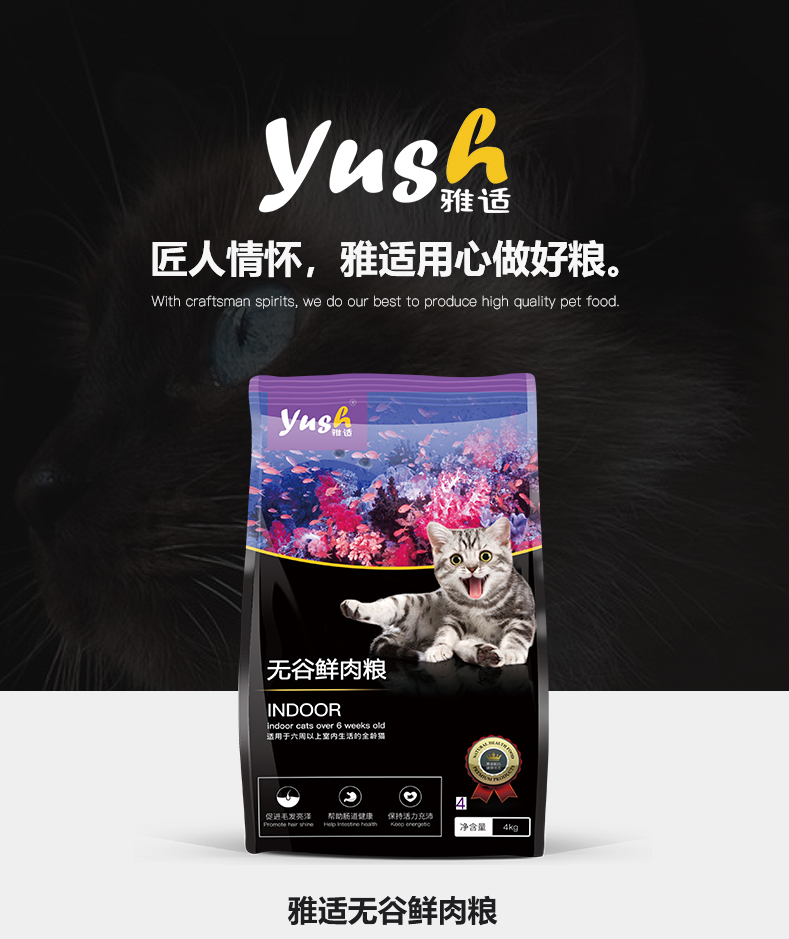 yush
雅适
匠人情怀，雅适用心做好粮。
With craftsman spirits, we do our best to produce high quality pet food.
yush
雅适
无谷鲜肉粮
INDOOR
indoor cats over 6 weeks old
适用于六周以上室内生活的全龄猫
NATURAL HEALTH FOOD
PREMIUM PRODUCTS
促进毛发亮泽
Promote hair shine
帮助肠道健康
Help Intestine health
保持活力充沛
Keep energetic
4
净含量 4kg
雅适无谷鲜肉粮